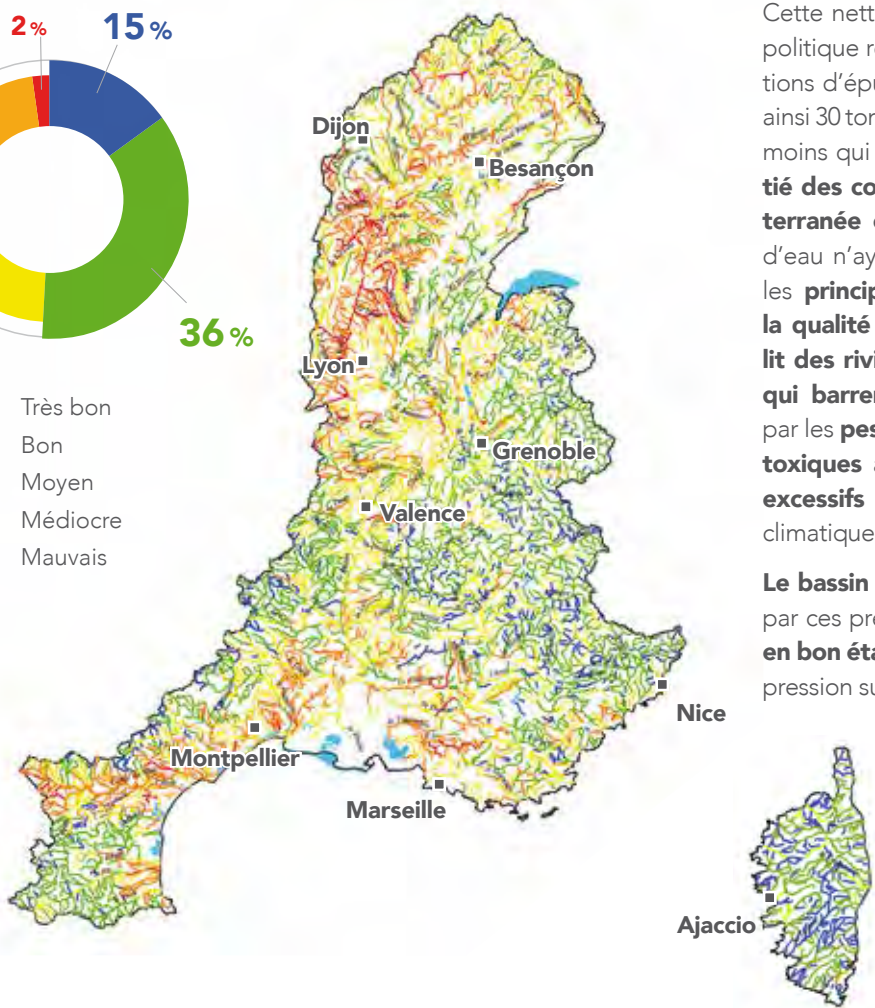 2 %
15 %
36 %
Très bon
Bon
Moyen
Médiocre
Mauvais
Dijon
Besançon
Lyon
Grenoble
Valence
Nice
Montpellier
Marseille
Ajaccio
Cette nett
politique r
tions d'épu
ainsi 30 ton
moins qui
tié des co
terranée
d'eau n'ay
les princip
la qualité
lit des rivi
qui barre
par les pes
toxiques
excessifs
climatique
Le bassin
par ces pr
en bon éta
pression su